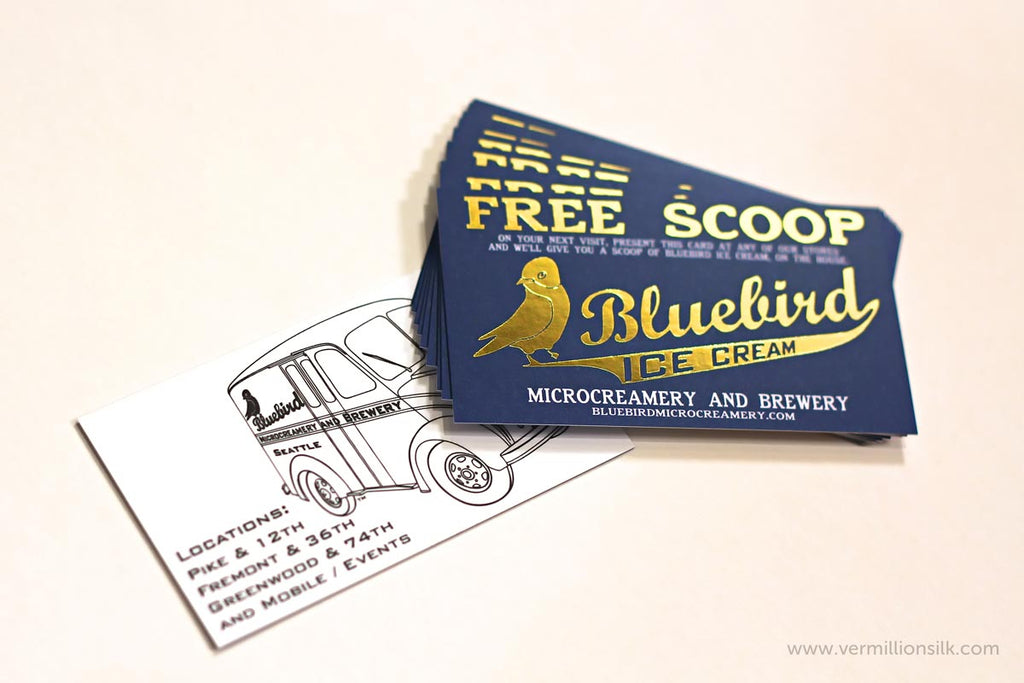 FREE SCOOP
ON YOUR NEXT VISIT, PRESENT THIS CARD AT ANY OF OUR STORES
AND WE'LL GIVE YOU A SCOOP OF BLUEBIRD ICE CREAM, ON THE HOUSE.
Bluebird
ICE CREAM
MICROCREAMERY AND BREWERY
BLUEBIRDMICROCREAMERY.COM
Bluebird
MICROCREAMERY AND BREWERY
SEATTLE
TM
LOCATIONS:
PIKE & 12TH
FREMONT & 36TH
GREENWOOD & 74TH
AND MOBILE / EVENTS
www.vermillionsilk.com